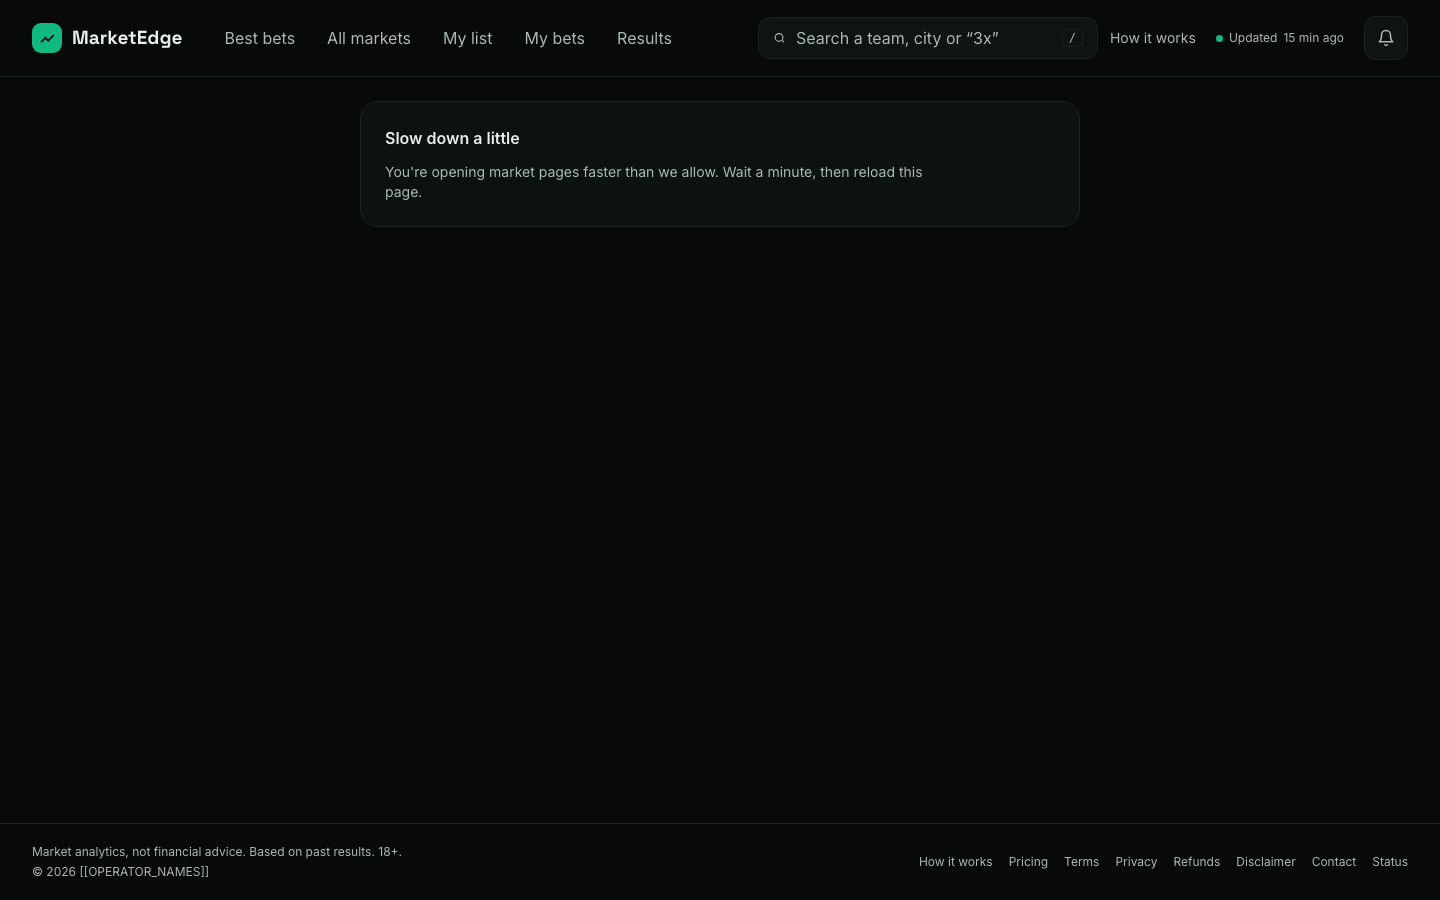 MarketEdge
Best bets
All markets
My list
My bets
Results
Search a team, city or “3x”
/
How it works
Updated 15 min ago
Slow down a little
You're opening market pages faster than we allow. Wait a minute, then reload this
page.
Market analytics, not financial advice. Based on past results. 18+.
© 2026 [[OPERATOR_NAMES]]
How it works
Pricing
Terms
Privacy
Refunds
Disclaimer
Contact
Status